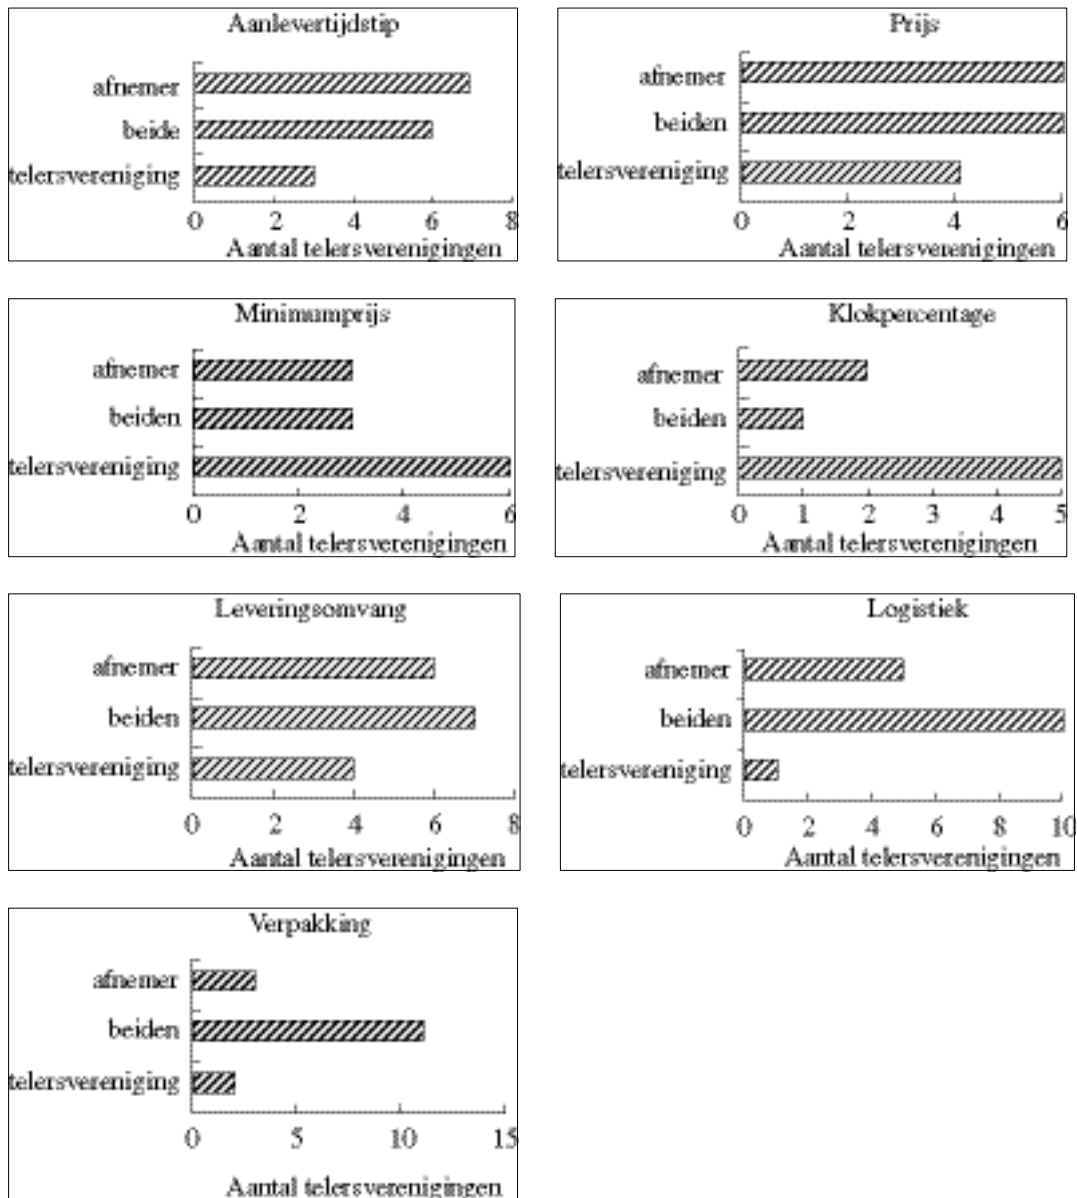 Aanlevertijdstip
afnemer
beide
telersvereniging
0 2 4 6 8
Aantal telersverenigingen
Prijs
afnemer
beiden
telersvereniging
0 2 4 6
Aantal telersverenigingen
Minimumprijs
afnemer
beiden
telersvereniging
0 2 4 6
Aantal telersverenigingen
Klokpercentage
afnemer
beiden
telersvereniging
0 1 2 3 4 5
Aantal telersverenigingen
Leveringsomvang
afnemer
beiden
telersvereniging
0 2 4 6 8
Aantal telersverenigingen
Logistiek
afnemer
beiden
telersvereniging
0 2 4 6 8 10
Aantal telersverenigingen
Verpakking
afnemer
beiden
telersvereniging
0 5 10 15
Aantal telersverenigingen